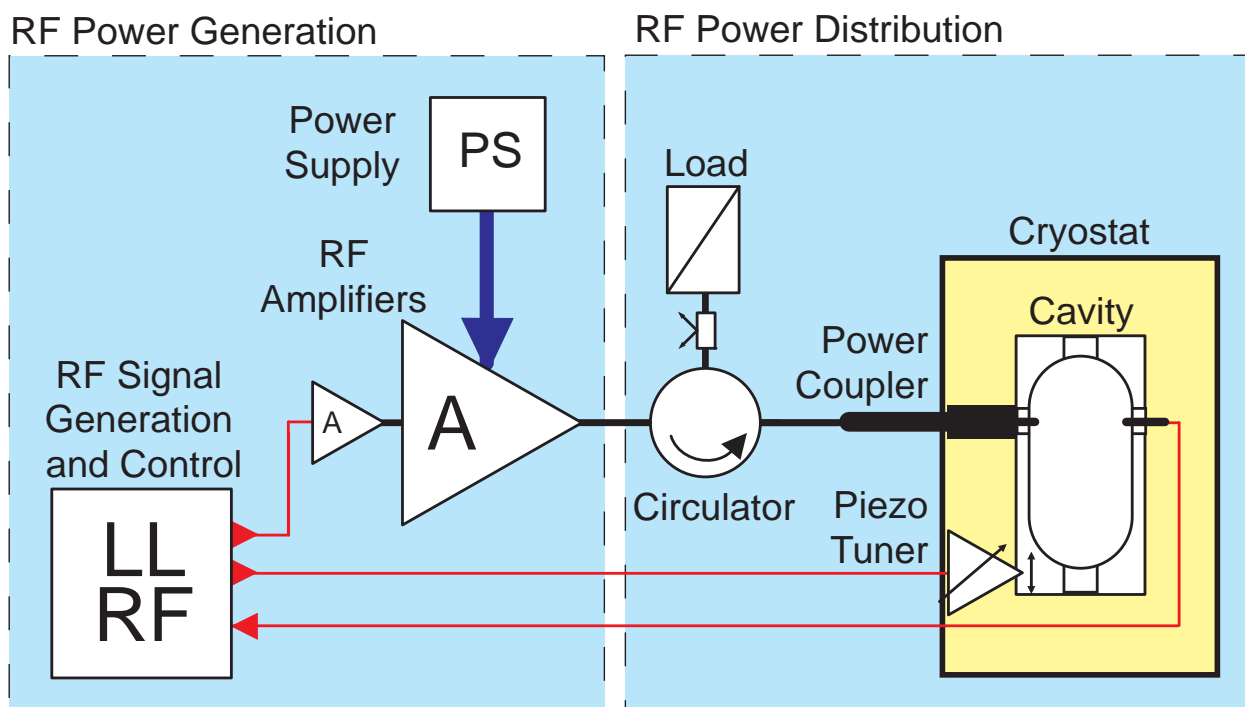 RF Power Generation
RF Power Distribution
Power
Supply
PS
Load
Cryostat
RF
Amplifiers
Cavity
Power
Coupler
RF Signal
Generation
and Control
A
A
Circulator
Piezo
Tuner
LL
RF